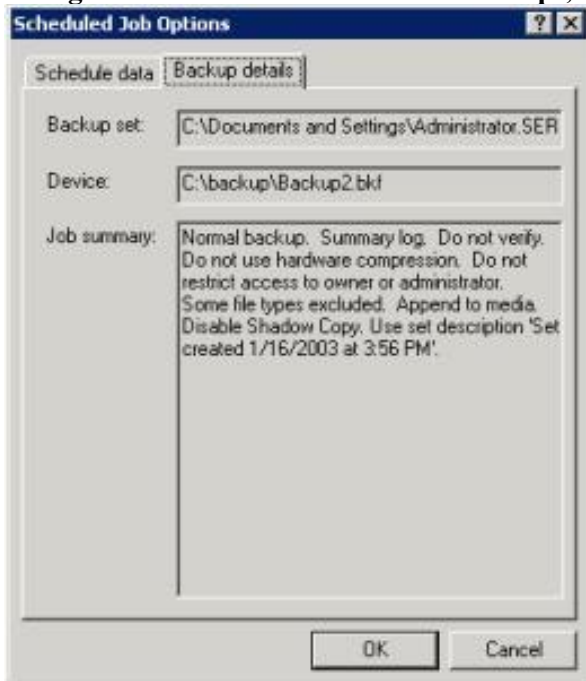 Scheduled Job Options
Schedule data Backup details
Backup set: C:\Documents and Settings\Administrator.SER
Device: C:\backup\Backup2.bkf
Job summary: Normal backup. Summary log. Do not verify.
Do not use hardware compression. Do not
restrict access to owner or administrator.
Some file types excluded. Append to media.
Disable Shadow Copy. Use set description 'Set
created 1/16/2003 at 3:56 PM'.
OK Cancel